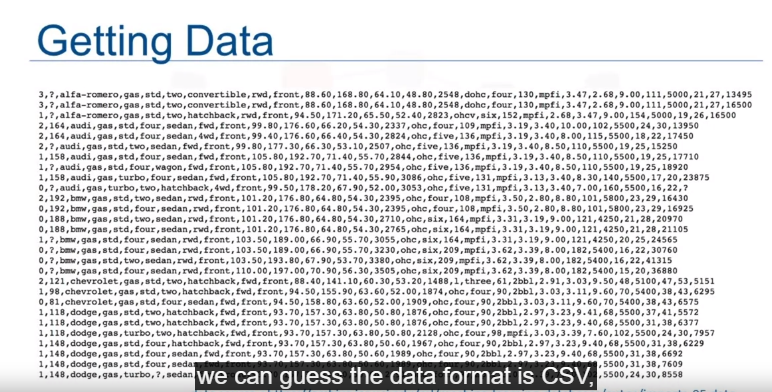 Getting Data
3,?,alfa-romero,gas,std,two,convertible,rwd,front,88.60,168.80,64.10,48.80,2548,dohc,four,130,mpfi,3.47,2.68,9.00,111,5000,21,27,13495
3,?,alfa-romero,gas,std,two,convertible,rwd,front,88.60,168.80,64.10,48.80,2548,dohc,four,130,mpfi,3.47,2.68,9.00,111,5000,21,27,16500
1,?,alfa-romero,gas,std,two,hatchback,rwd,front,94.50,171.20,65.50,52.40,2823,ohcv,six,152,mpfi,2.68,3.47,9.00,154,5000,19,26,16500
2,164,audi,gas,std,four,sedan,fwd,front,99.80,176.60,66.20,54.30,2337,ohc,four,109,mpfi,3.19,3.40,10.00,102,5500,24,30,13950
2,164,audi,gas,std,four,sedan,4wd,front,99.40,176.60,66.40,54.30,2824,ohc,five,136,mpfi,3.19,3.40,8.00,115,5500,18,22,17450
2,?,audi,gas,std,two,sedan,fwd,front,99.80,177.30,66.30,53.10,2507,ohc,five,136,mpfi,3.19,3.40,8.50,110,5500,19,25,15250
1,158,audi,gas,std,four,sedan,fwd,front,105.80,192.70,71.40,55.70,2844,ohc,five,136,mpfi,3.19,3.40,8.50,110,5500,19,25,17710
1,?,audi,gas,std,four,wagon,fwd,front,105.80,192.70,71.40,55.70,2954,ohc,five,136,mpfi,3.19,3.40,8.50,110,5500,19,25,18920
1,158,audi,gas,turbo,four,sedan,fwd,front,105.80,192.70,71.40,55.90,3086,ohc,five,131,mpfi,3.13,3.40,8.30,140,5500,17,20,23875
0,?,audi,gas,turbo,two,hatchback,4wd,front,99.50,178.20,67.90,52.00,3053,ohc,five,131,mpfi,3.13,3.40,7.00,160,5500,16,22,?
2,192,bmw,gas,std,two,sedan,rwd,front,101.20,176.80,64.80,54.30,2395,ohc,four,108,mpfi,3.50,2.80,8.80,101,5800,23,29,16430
0,192,bmw,gas,std,four,sedan,rwd,front,101.20,176.80,64.80,54.30,2395,ohc,four,108,mpfi,3.50,2.80,8.80,101,5800,23,29,16925
0,188,bmw,gas,std,two,sedan,rwd,front,101.20,176.80,64.80,54.30,2710,ohc,six,164,mpfi,3.31,3.19,9.00,121,4250,21,28,20970
0,188,bmw,gas,std,four,sedan,rwd,front,101.20,176.80,64.80,54.30,2765,ohc,six,164,mpfi,3.31,3.19,9.00,121,4250,21,28,21105
1,?,bmw,gas,std,four,sedan,rwd,front,103.50,189.00,66.90,55.70,3055,ohc,six,164,mpfi,3.31,3.19,9.00,121,4250,20,25,24565
0,?,bmw,gas,std,four,sedan,rwd,front,103.50,189.00,66.90,55.70,3230,ohc,six,209,mpfi,3.62,3.39,8.00,182,5400,16,22,30760
0,?,bmw,gas,std,two,sedan,rwd,front,103.50,193.80,67.90,53.70,3380,ohc,six,209,mpfi,3.62,3.39,8.00,182,5400,16,22,41315
0,?,bmw,gas,std,four,sedan,rwd,front,110.00,197.00,70.90,56.30,3505,ohc,six,209,mpfi,3.62,3.39,8.00,182,5400,15,20,36880
2,121,chevrolet,gas,std,two,hatchback,fwd,front,88.40,141.10,60.30,53.20,1488,l,three,61,2bbl,2.91,3.03,9.50,48,5100,47,53,5151
1,98,chevrolet,gas,std,two,hatchback,fwd,front,94.50,155.90,63.60,52.00,1874,ohc,four,90,2bbl,3.03,3.11,9.60,70,5400,38,43,6295
0,81,chevrolet,gas,std,four,sedan,fwd,front,94.50,158.80,63.60,52.00,1909,ohc,four,90,2bbl,3.03,3.11,9.60,70,5400,38,43,6575
1,118,dodge,gas,std,two,hatchback,fwd,front,93.70,157.30,63.80,50.80,1876,ohc,four,90,2bbl,2.97,3.23,9.41,68,5500,37,41,5572
1,118,dodge,gas,std,two,hatchback,fwd,front,93.70,157.30,63.80,50.80,1876,ohc,four,90,2bbl,2.97,3.23,9.40,68,5500,31,38,6377
1,118,dodge,gas,turbo,two,hatchback,fwd,front,93.70,157.30,63.80,50.80,2128,ohc,four,98,mpfi,3.03,3.39,7.60,102,5500,24,30,7957
1,148,dodge,gas,std,four,hatchback,fwd,front,93.70,157.30,63.80,50.60,1967,ohc,four,90,2bbl,2.97,3.23,9.40,68,5500,31,38,6229
1,148,dodge,gas,std,four,sedan,fwd,front,93.70,157.30,63.80,50.60,1989,ohc,four,90,2bbl,2.97,3.23,9.40,68,5500,31,38,6692
1,148,dodge,gas,std,four,sedan,fwd,front,93.70,157.30,63.80,50.60,1989,ohc,four,90,2bbl,2.97,3.23,9.40,68,5500,31,38,7609
1,148,dodge,gas,turbo,?,sedan,5500,24,30,8558
we can guess the data format is CSV,